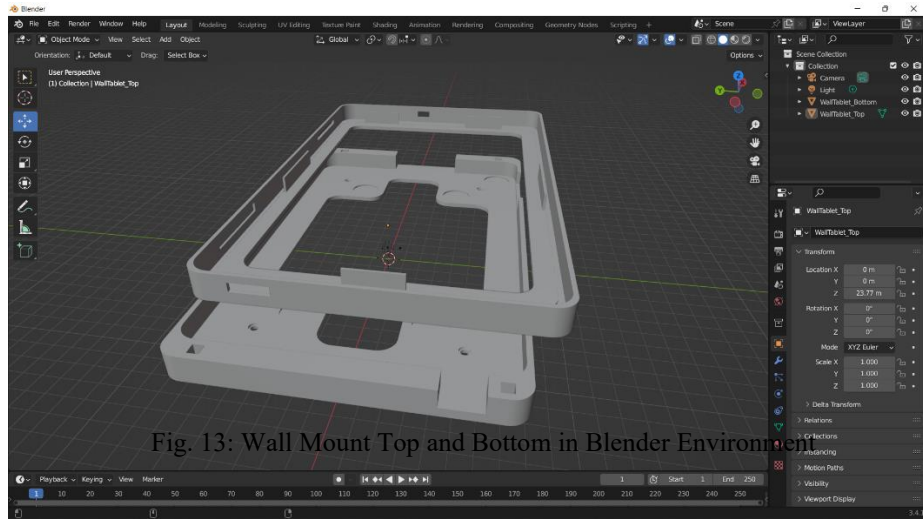 Blender
File Edit Render Window Help Layout Modeling Sculpting UV Editing Texture Paint Shading Animation Rendering Compositing Geometry Nodes Scripting + Scene ViewLayer
Object Mode View Select Add Object Global
Orientation: Default Drag: Select Box Options
User Perspective
(1) Collection | WallTablet_Top
Scene Collection
Collection
Camera
Light
WallTablet_Bottom
WallTablet_Top
WallTablet_Top
WallTablet_Top
Transform
Location X 0 m
Y 0 m
Z 23.77 m
Rotation X 0°
Y 0°
Z 0°
Mode XYZ Euler
Scale X 1.000
Y 1.000
Z 1.000
Delta Transform
Relations
Collections
Instancing
Motion Paths
Visibility
Viewport Display
Fig. 13: Wall Mount Top and Bottom in Blender Environment
Playback Keying View Marker 1 Start 1 End 250
1 10 20 30 40 50 60 70 80 90 100 110 120 130 140 150 160 170 180 190 200 210 220 230 240 250